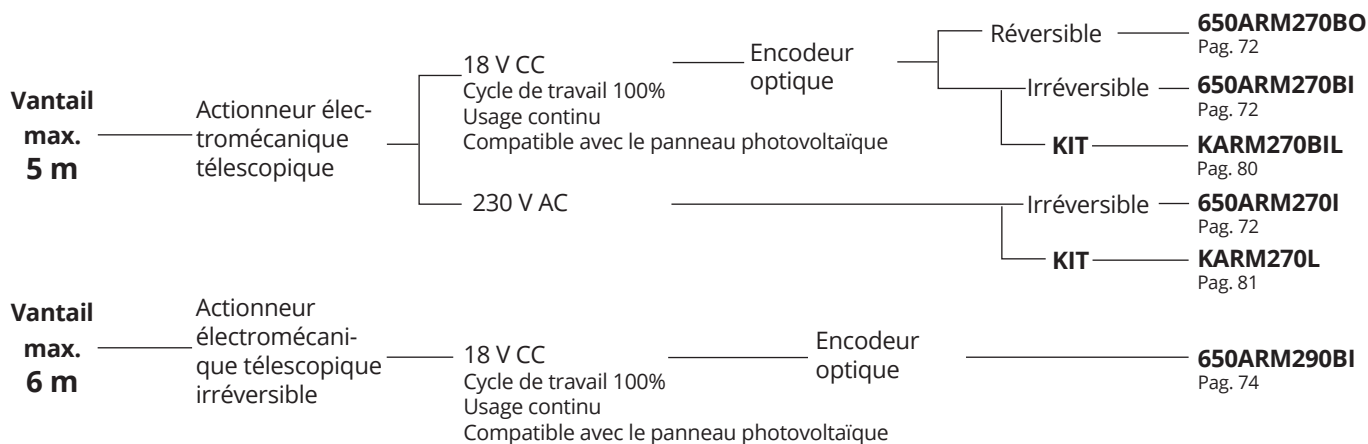 Vantail
max.
5 m
Actionneur élec-
tromécanique
télescopique
18 V CC
Cycle de travail 100%
Usage continu
Compatible avec le panneau photovoltaïque
Encodeur
optique
Réversible
650ARM270BO
Pag. 72
Irréversible
650ARM270BI
Pag. 72
KIT
KARM270BIL
Pag. 80
230 V AC
Irréversible
650ARM270I
Pag. 72
KIT
KARM270L
Pag. 81
Vantail
max.
6 m
Actionneur
électromécani-
que télescopique
irréversible
18 V CC
Cycle de travail 100%
Usage continu
Compatible avec le panneau photovoltaïque
Encodeur
optique
650ARM290BI
Pag. 74